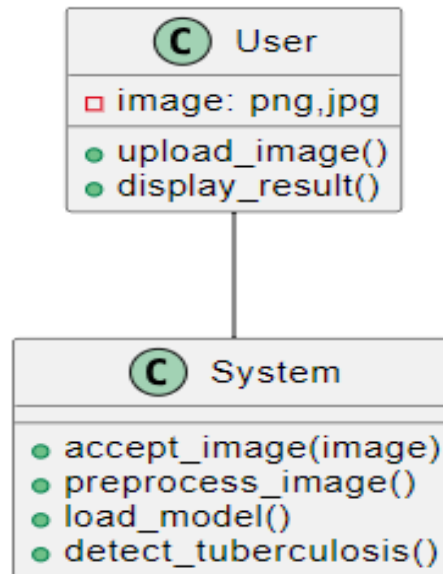 C User
image: png,jpg
upload_image()
display_result()
C System
accept_image(image)
preprocess_image()
load_model()
detect_tuberculosis()